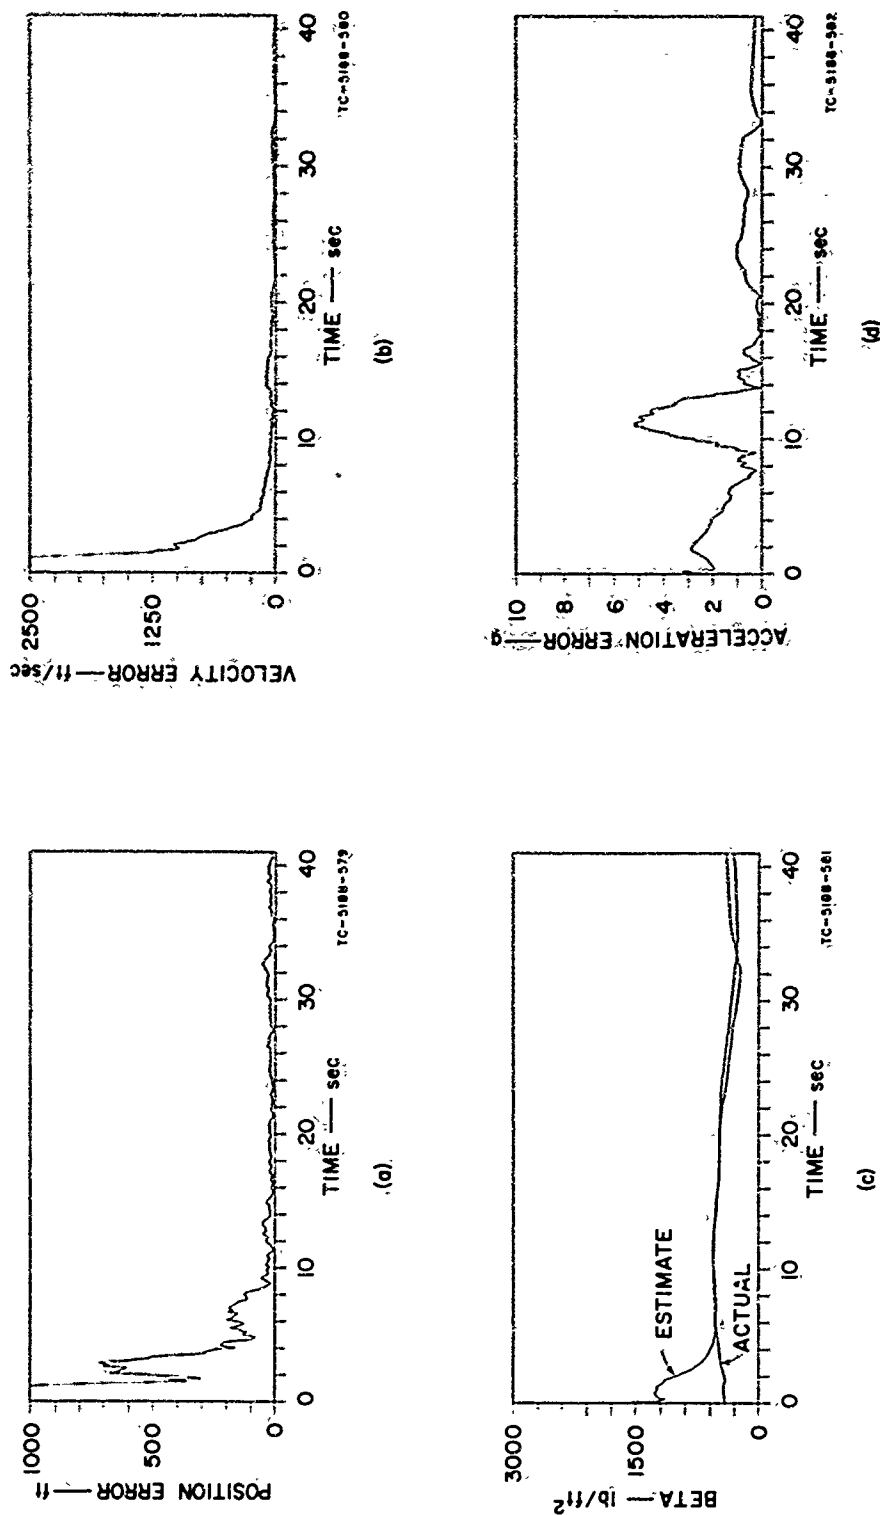 1000
500
0
POSITION ERROR — ft
0 10 20 30 40
TIME — sec
TC-5188-579
(a)
2500
1250
0
VELOCITY ERROR — ft/sec
0 10 20 30 40
TIME — sec
TC-5188-580
(b)
3000
1500
0
BETA — lb/ft²
ESTIMATE
ACTUAL
0 10 20 30 40
TIME — sec
TC-5188-581
(c)
10
8
6
4
2
0
ACCELERATION ERROR — g
0 10 20 30 40
TIME — sec
TC-5188-582
(d)